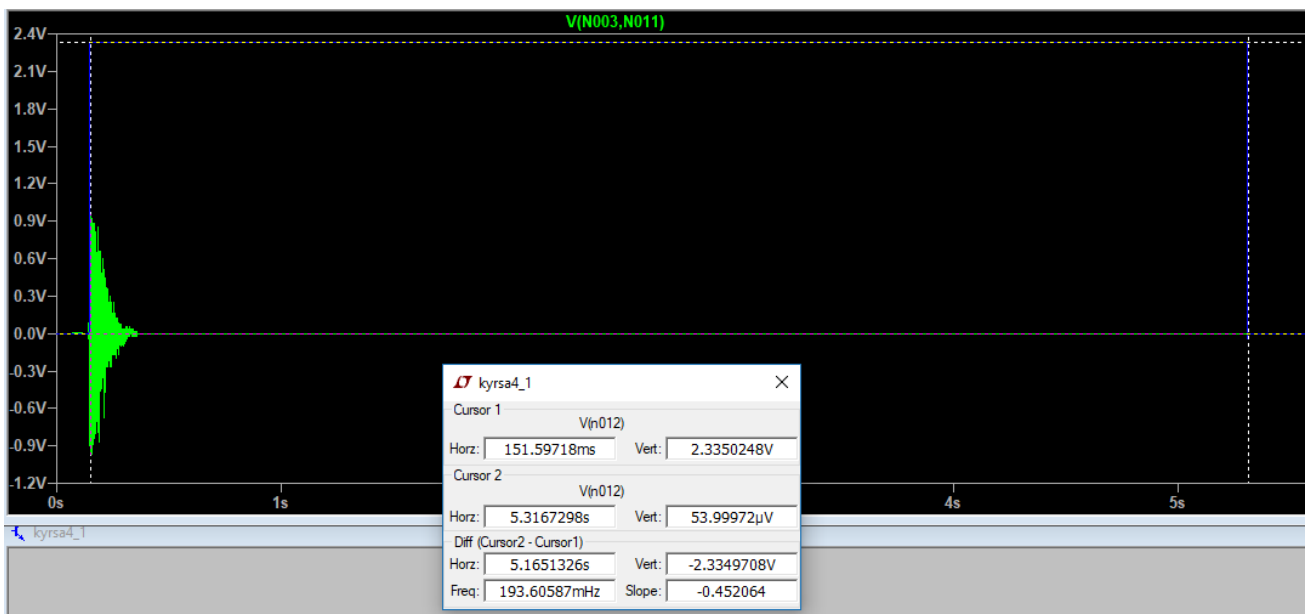 V(N003,N011)
2.4V
2.1V
1.8V
1.5V
1.2V
0.9V
0.6V
0.3V
0.0V
-0.3V
-0.6V
-0.9V
-1.2V
0s 1s 4s 5s
kyrsa4_1
kyrsa4_1
Cursor 1
V(n012)
Horz: 151.59718ms Vert: 2.3350248V
Cursor 2
V(n012)
Horz: 5.3167298s Vert: 53.99972µV
Diff (Cursor2 - Cursor1)
Horz: 5.1651326s Vert: -2.3349708V
Freq: 193.60587mHz Slope: -0.452064